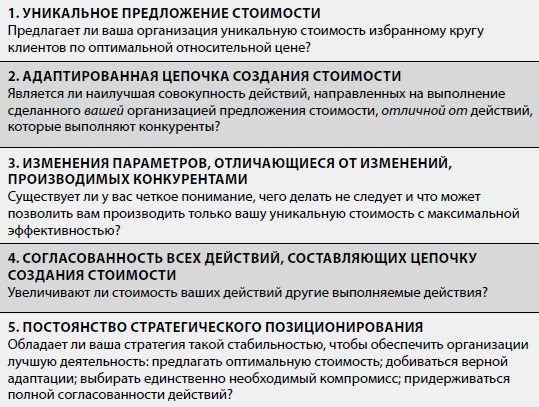 1. УНИКАЛЬНОЕ ПРЕДЛОЖЕНИЕ СТОИМОСТИ
Предлагает ли ваша организация уникальную стоимость избранному кругу
клиентов по оптимальной относительной цене?
2. АДАПТИРОВАННАЯ ЦЕПОЧКА СОЗДАНИЯ СТОИМОСТИ
Является ли наилучшая совокупность действий, направленных на выполнение
сделанного вашей организацией предложения стоимости, отличной от действий,
которые выполняют конкуренты?
3. ИЗМЕНЕНИЯ ПАРАМЕТРОВ, ОТЛИЧАЮЩИЕСЯ ОТ ИЗМЕНЕНИЙ,
ПРОИЗВОДИМЫХ КОНКУРЕНТАМИ
Существует ли у вас четкое понимание, чего делать не следует и что может
позволить вам производить только вашу уникальную стоимость с максимальной
эффективностью?
4. СОГЛАСОВАННОСТЬ ВСЕХ ДЕЙСТВИЙ, СОСТАВЛЯЮЩИХ ЦЕПОЧКУ
СОЗДАНИЯ СТОИМОСТИ
Увеличивают ли стоимость ваших действий другие выполняемые действия?
5. ПОСТОЯНСТВО СТРАТЕГИЧЕСКОГО ПОЗИЦИОНИРОВАНИЯ
Обладает ли ваша стратегия такой стабильностью, чтобы обеспечить организации
лучшую деятельность: предлагать оптимальную стоимость; добиваться верной
адаптации; выбирать единственно необходимый компромисс; придерживаться
полной согласованности действий?